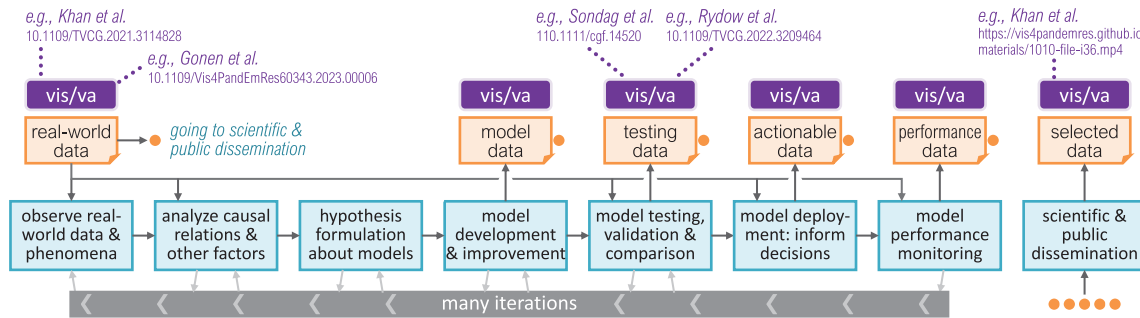 e.g., Khan et al.
10.1109/TVCG.2021.3114828
e.g., Gonen et al.
10.1109/Vis4PandEmRes60343.2023.00006
e.g., Sondag et al.
110.1111/cgf.14520
e.g., Rydow et al.
10.1109/TVCG.2022.3209464
e.g., Khan et al.
https://vis4pandemres.github.io
materials/1010-file-i36.mp4
vis/va
vis/va
vis/va
vis/va
vis/va
vis/va
real-world
data
going to scientific &
public dissemination
model
data
testing
data
actionable
data
performance
data
selected
data
observe real-
world data &
phenomena
analyze causal
relations &
other factors
hypothesis
formulation
about models
model
development
& improvement
model testing,
validation &
comparison
model deploy-
ment: inform
decisions
model
performance
monitoring
scientific &
public
dissemination
many iterations